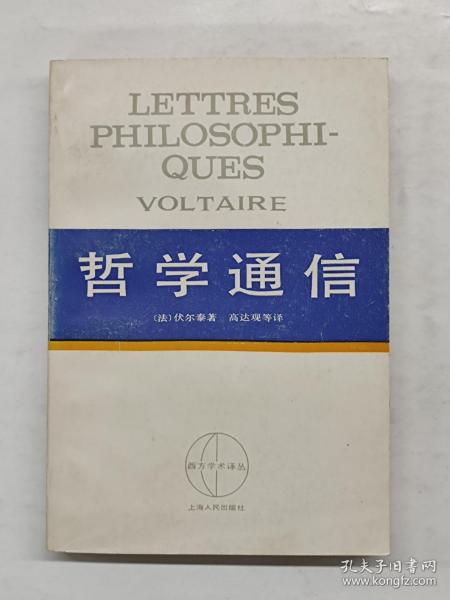 LETTRES
PHILOSOPHI-
QUES
VOLTAIRE
哲学通信
〔法〕伏尔泰著 高达观等译
西方学术译丛
上海人民出版社
孔夫子旧书网
www.kongfz.com